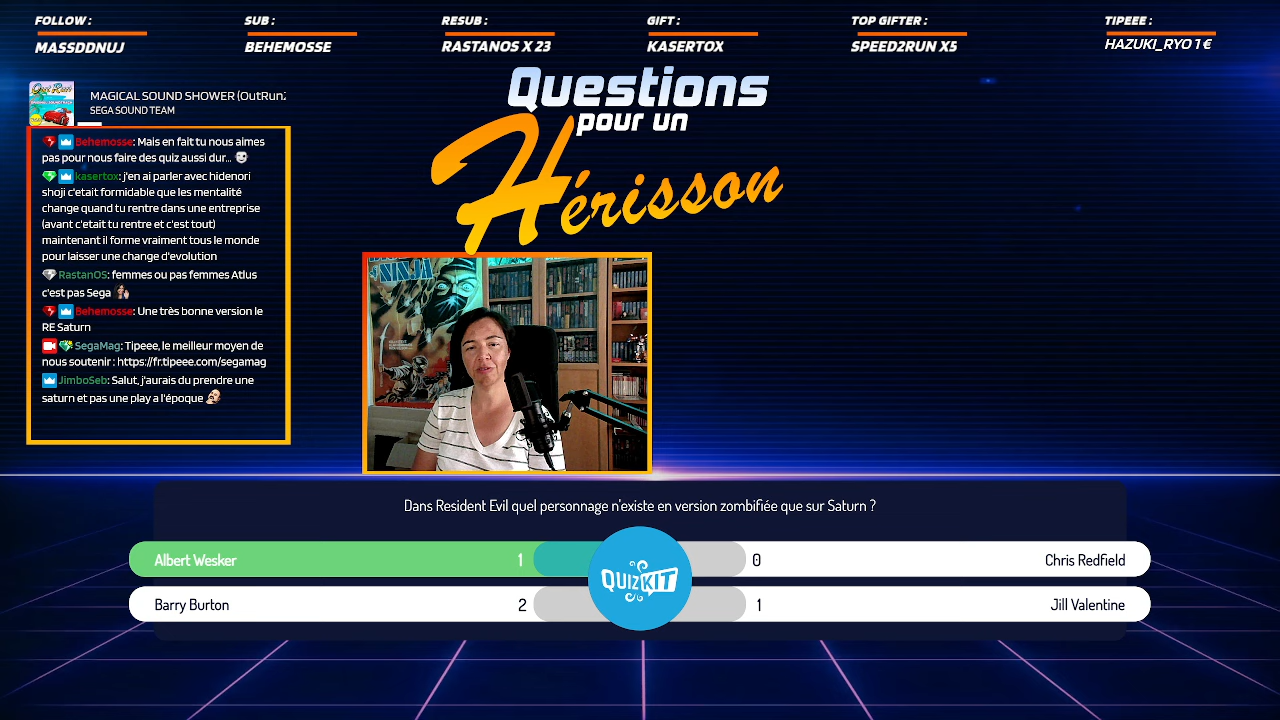 FOLLOW :
MASSDDNUJ
SUB :
BEHEMOSSE
RESUB :
RASTANOS X 23
GIFT :
KASERTOX
TOP GIFTER :
SPEED2RUN X5
TIPEEE :
HAZUKI_RYO 1 €
Questions
pour un
Hérisson
MAGICAL SOUND SHOWER (OutRun2
SEGA SOUND TEAM
Behemosse: Mais en fait tu nous aimes
pas pour nous faire des quiz aussi dur...
kasertox: j'en ai parler avec hidenori
shoji c'etait formidable que les mentalité
change quand tu rentre dans une entreprise
(avant c'etait tu rentre et c'est tout)
maintenant il forme vraiment tous le monde
pour laisser une change d'evolution
RastanOS: femmes ou pas femmes Atlus
c'est pas Sega
Behemosse: Une très bonne version le
RE Saturn
SegaMag: Tipeee, le meilleur moyen de
nous soutenir : https://fr.tipeee.com/segamag
JimboSeb: Salut, j'aurais du prendre une
saturn et pas une play a l'époque
NINJA
Dans Resident Evil quel personnage n'existe en version zombifiée que sur Saturn ?
Albert Wesker 1
0 Chris Redfield
Barry Burton 2
1 Jill Valentine
QUIZKIT